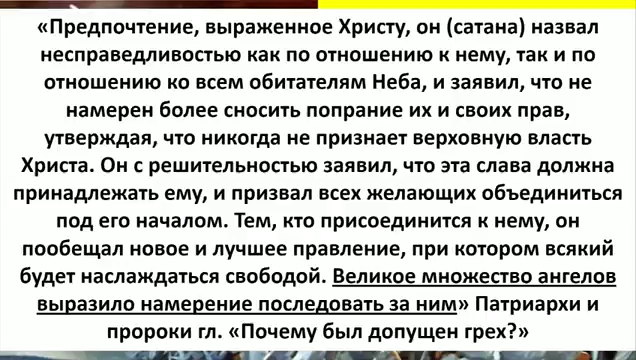 «Предпочтение, выраженное Христу, он (сатана) назвал
несправедливостью как по отношению к нему, так и по
отношению ко всем обитателям Неба, и заявил, что не
намерен более сносить попрание их и своих прав,
утверждая, что никогда не признает верховную власть
Христа. Он с решительностью заявил, что эта слава должна
принадлежать ему, и призвал всех желающих объединиться
под его началом. Тем, кто присоединится к нему, он
пообещал новое и лучшее правление, при котором всякий
будет наслаждаться свободой. Великое множество ангелов
выразило намерение последовать за ним» Патриархи и
пророки гл. «Почему был допущен грех?»